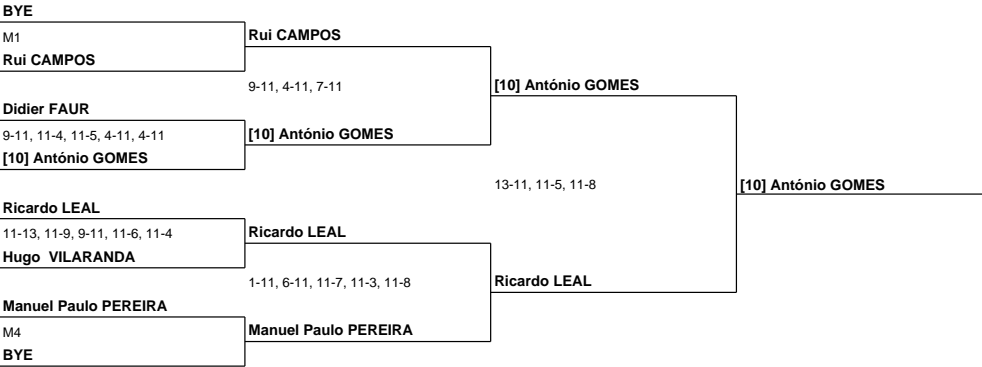 BYE
M1
Rui CAMPOS
Rui CAMPOS
9-11, 4-11, 7-11
[10] António GOMES
Didier FAUR
9-11, 11-4, 11-5, 4-11, 4-11
[10] António GOMES
[10] António GOMES
13-11, 11-5, 11-8
[10] António GOMES
Ricardo LEAL
11-13, 11-9, 9-11, 11-6, 11-4
Hugo VILARANDA
Ricardo LEAL
1-11, 6-11, 11-7, 11-3, 11-8
Ricardo LEAL
Manuel Paulo PEREIRA
M4
BYE
Manuel Paulo PEREIRA